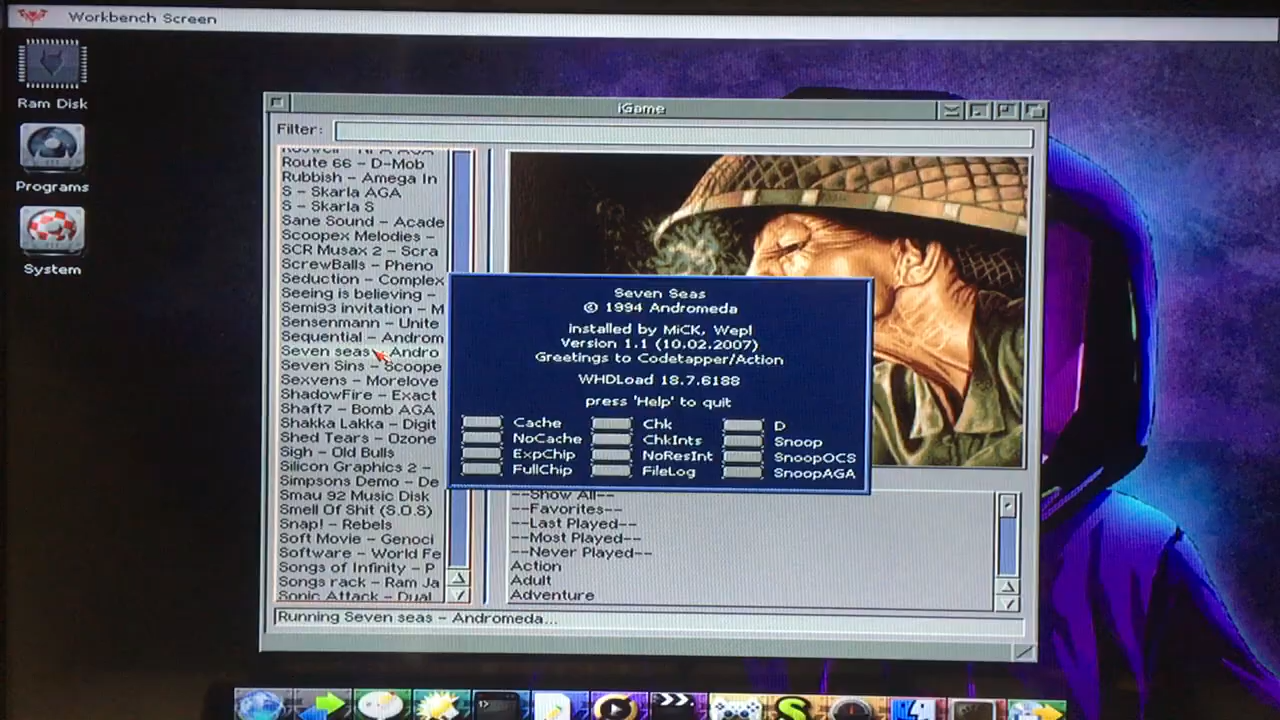 Workbench Screen
Ram Disk
Programs
System
iGame
Filter:
Roswell - NFA AGA
Route 66 - D-Mob
Rubbish - Amega In
S - Skarla AGA
S - Skarla S
Sane Sound - Acade
Scoopex Melodies -
SCR Musax 2 - Scra
ScrewBalls - Pheno
Seduction - Complex
Seeing is believing -
Semi93 invitation - M
Sensenmann - Unite
Sequential - Androm
Seven seas - Andro
Seven Sins - Scoope
Sexvens - Morelove
ShadowFire - Exact
Shaft7 - Bomb AGA
Shakka Lakka - Digit
Shed Tears - Ozone
Sigh - Old Bulls
Silicon Graphics 2 -
Simpsons Demo - De
Smau 92 Music Disk
Smell Of Shit (S.O.S)
Snap! - Rebels
Soft Movie - Genoci
Software - World Fe
Songs of Infinity - P
Songs rack - Ram Ja
Sonic Attack - Dual
Seven Seas
© 1994 Andromeda
installed by MiCK, Wepl
Version 1.1 (10.02.2007)
Greetings to Codetapper/Action
WHDLoad 18.7.6188
press 'Help' to quit
Cache Chk D
NoCache ChkInts Snoop
ExpChip NoResInt SnoopOCS
FullChip FileLog SnoopAGA
--Show All--
--Favorites--
--Last Played--
--Most Played--
--Never Played--
Action
Adult
Adventure
Running Seven seas - Andromeda...